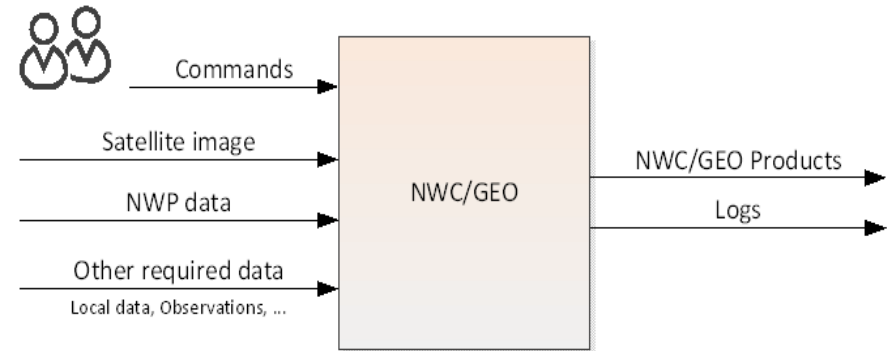 Commands
Satellite image
NWP data
Other required data
Local data, Observations, ...
NWC/GEO
NWC/GEO Products
Logs